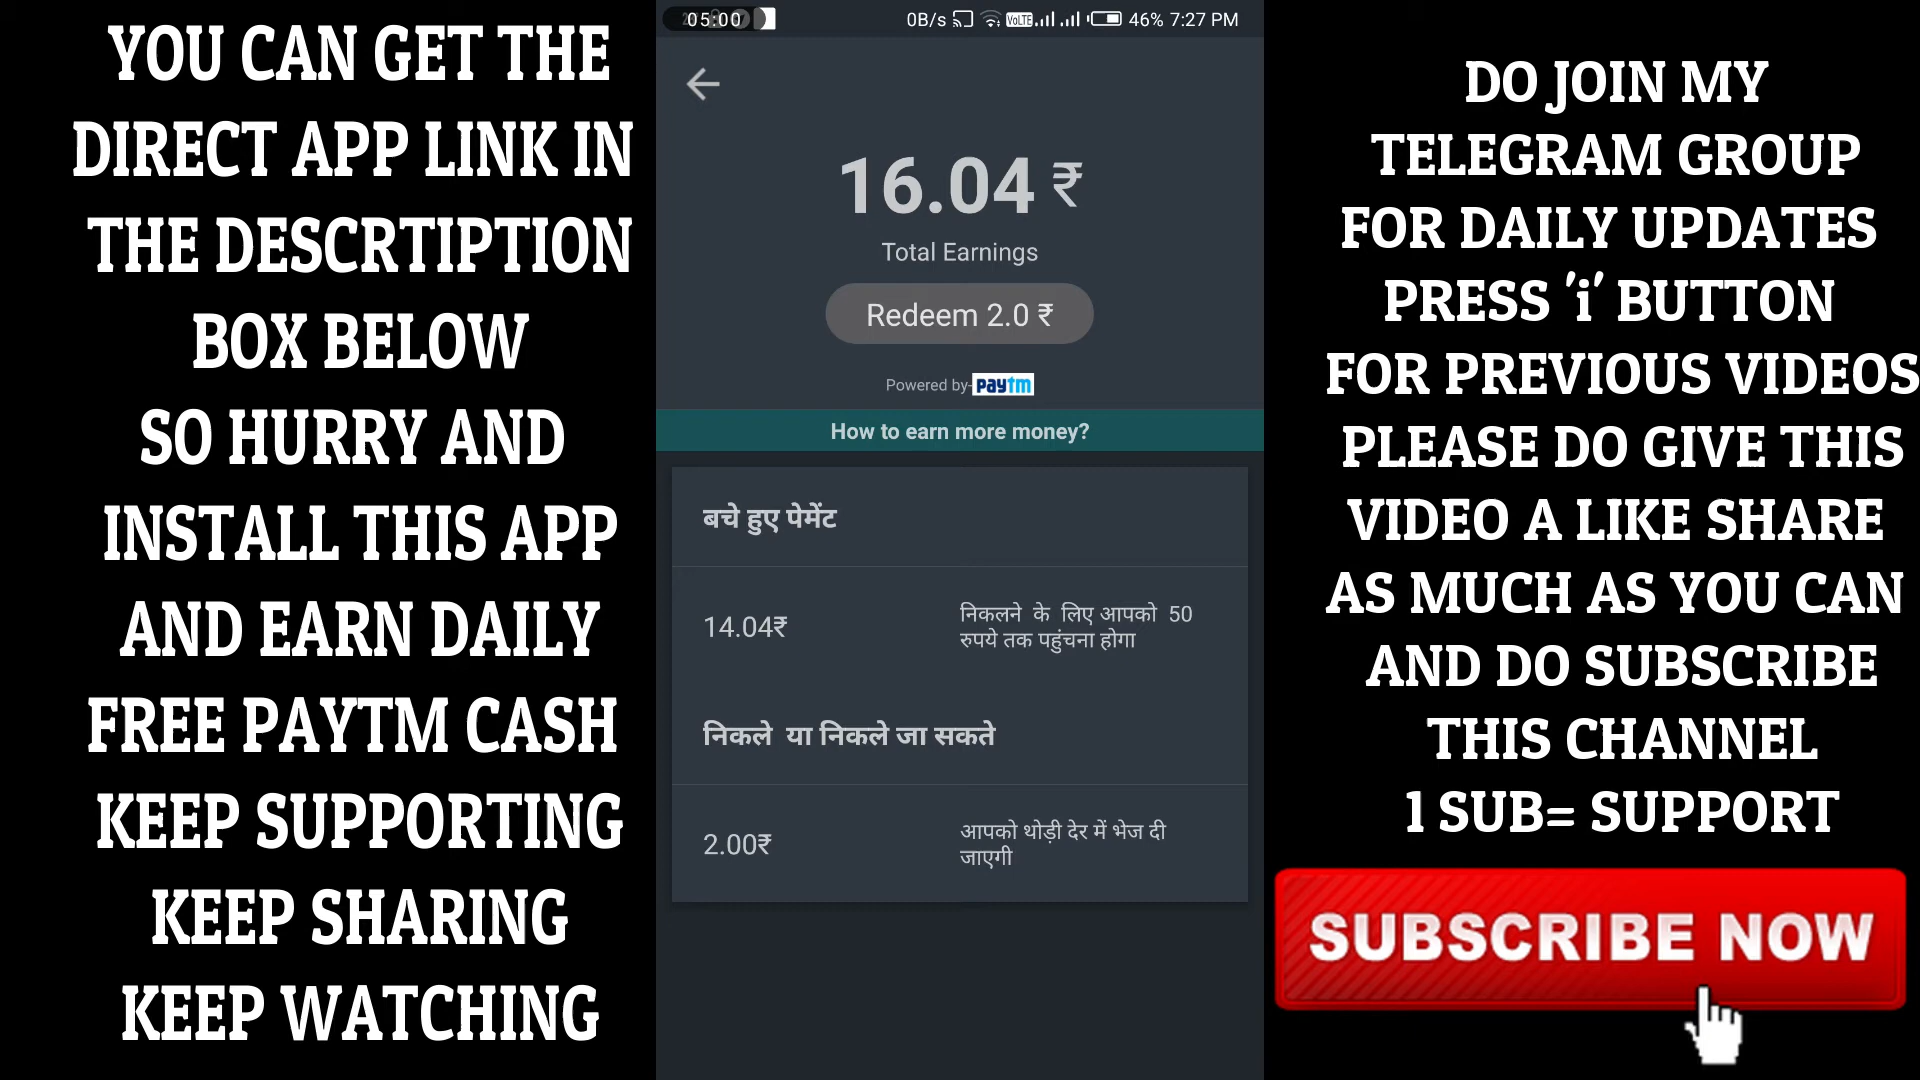 YOU CAN GET THE
DIRECT APP LINK IN
THE DESCRTIPTION
BOX BELOW
SO HURRY AND
INSTALL THIS APP
AND EARN DAILY
FREE PAYTM CASH
KEEP SUPPORTING
KEEP SHARING
KEEP WATCHING
05:00
0B/s VoLTE 46% 7:27 PM
16.04 ₹
Total Earnings
Redeem 2.0 ₹
Powered by- paytm
How to earn more money?
बचे हुए पेमेंट
14.04₹
निकलने के लिए आपको 50
रुपये तक पहुंचना होगा
निकले या निकले जा सकते
2.00₹
आपको थोड़ी देर में भेज दी
जाएगी
DO JOIN MY
TELEGRAM GROUP
FOR DAILY UPDATES
PRESS 'i' BUTTON
FOR PREVIOUS VIDEOS
PLEASE DO GIVE THIS
VIDEO A LIKE SHARE
AS MUCH AS YOU CAN
AND DO SUBSCRIBE
THIS CHANNEL
1 SUB= SUPPORT
SUBSCRIBE NOW